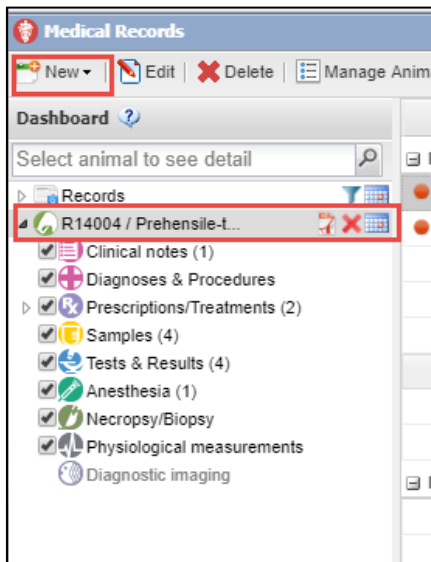 Medical Records
New Edit Delete Manage Anim
Dashboard
Select animal to see detail
Records
R14004 / Prehensile-t...
Clinical notes (1)
Diagnoses & Procedures
Prescriptions/Treatments (2)
Samples (4)
Tests & Results (4)
Anesthesia (1)
Necropsy/Biopsy
Physiological measurements
Diagnostic imaging